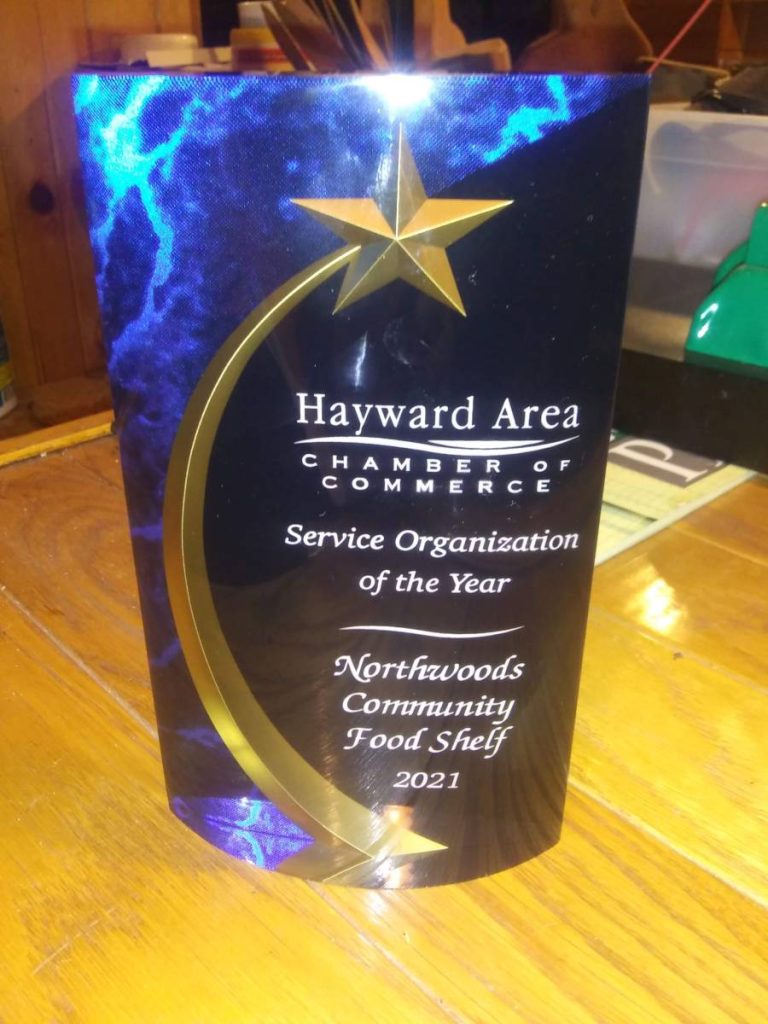 Hayward Area
CHAMBER OF
COMMERCE
Service Organization
of the Year
Northwoods
Community
Food Shelf
2021